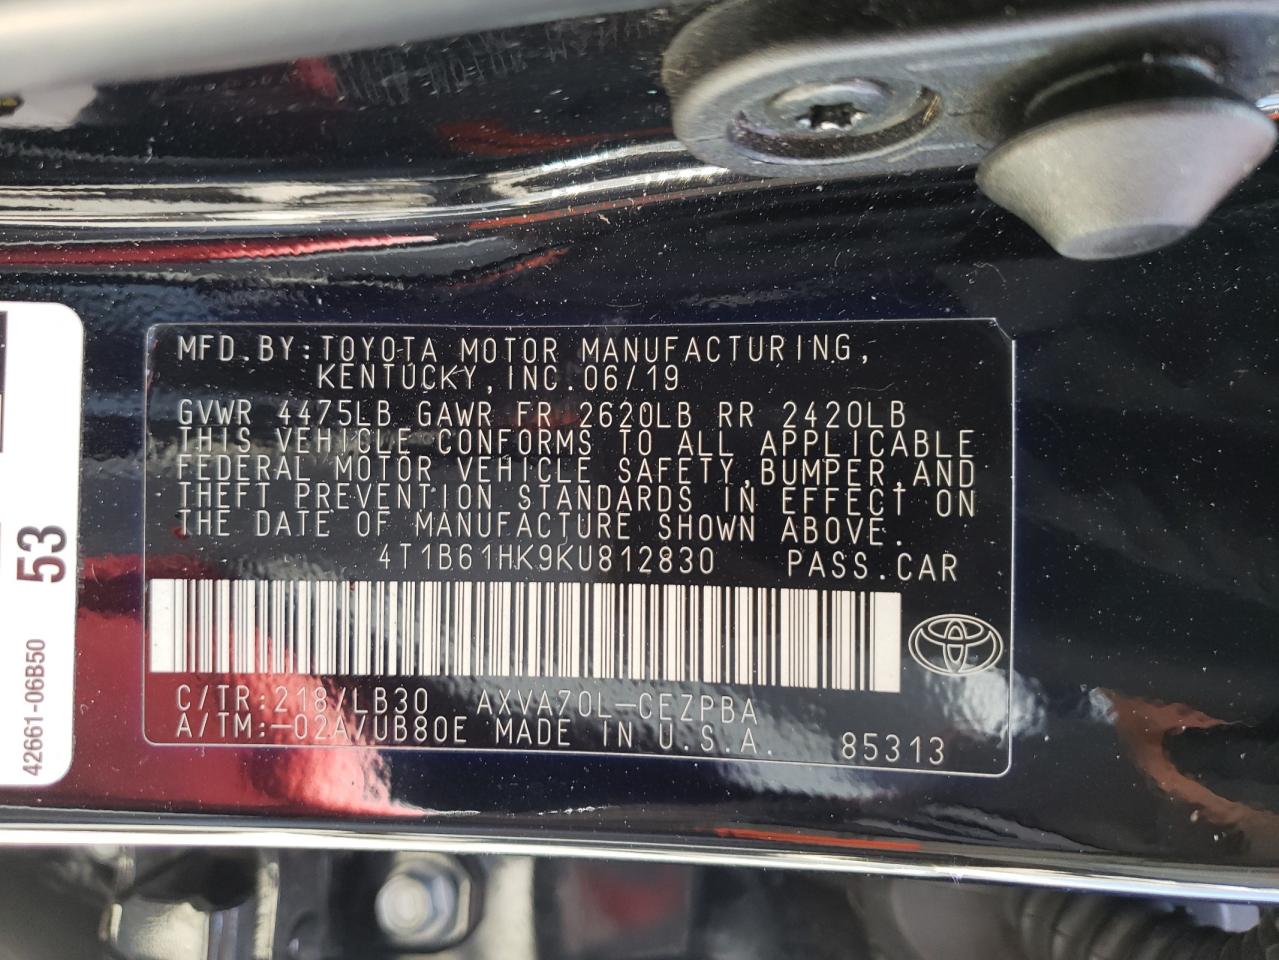 MFD.BY:TOYOTA MOTOR MANUFACTURING,
KENTUCKY,INC.06/19
GVWR 4475LB GAWR FR 2620LB RR 2420LB
THIS VEHICLE CONFORMS TO ALL APPLICABLE
FEDERAL MOTOR VEHICLE SAFETY,BUMPER,AND
THEFT PREVENTION STANDARDS IN EFFECT ON
THE DATE OF MANUFACTURE SHOWN ABOVE.
4T1B61HK9KU812830 PASS.CAR
C/TR:218/LB30 AXVA70L-CEZPBA
A/TM:-02A/UB80E MADE IN U.S.A. 85313
53
42661-06B50